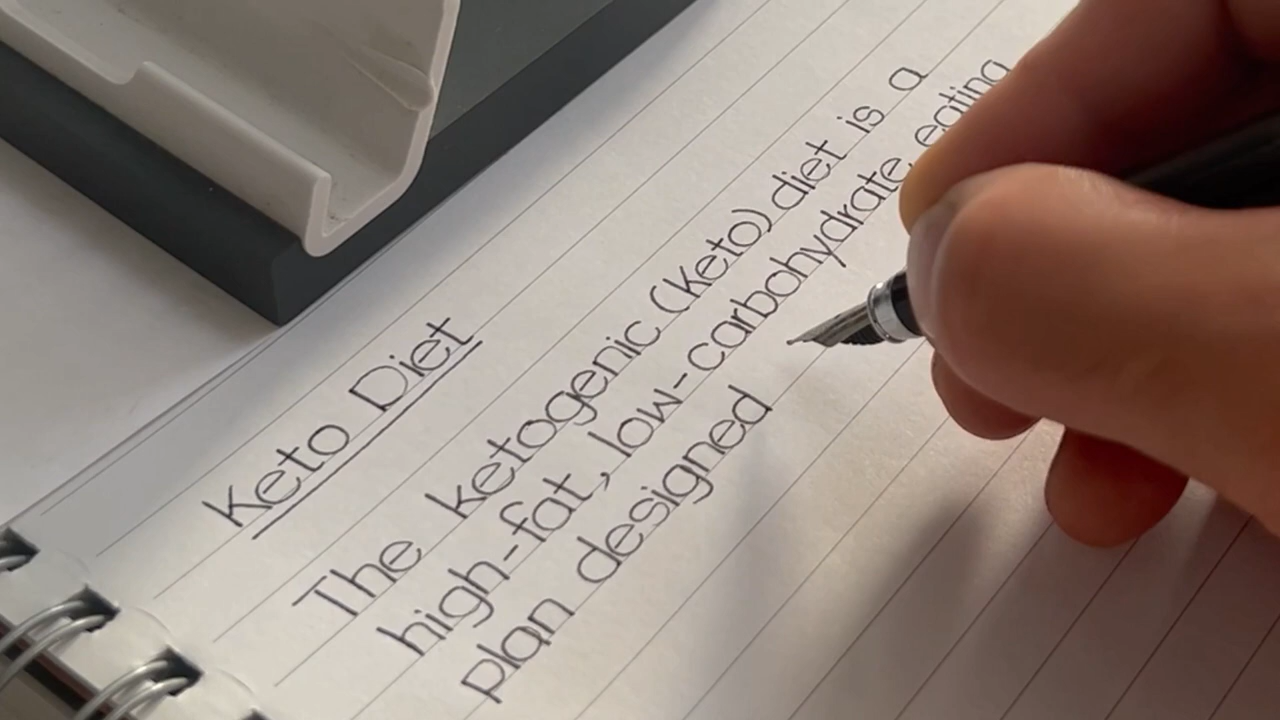 Keto Diet
The ketogenic (Keto) diet is a
high-fat, low-carbohydrate eating
plan designed